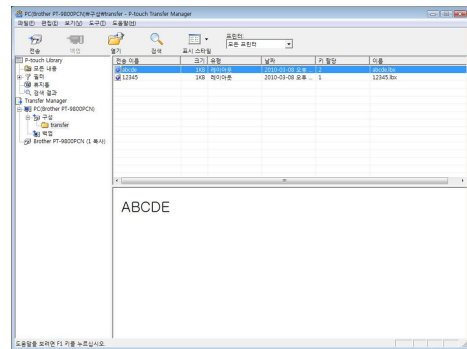 PC(Brother PT-9800PCN)₩구성₩transfer - P-touch Transfer Manager
파일(F) 편집(E) 보기(V) 도구(T) 도움말(H)
전송 백업 열기 검색 표시 스타일 프린터:
모든 프린터
P-touch Library
모든 내용
필터
휴지통
검색 결과
Transfer Manager
PC(Brother PT-9800PCN)
구성
transfer
백업
Brother PT-9800PCN (1 복사)
전송 이름 크기 유형 날짜 키 할당 이름
abcde 1KB 레이아웃 2010-03-08 오후 ... 2 abcde.lbx
12345 1KB 레이아웃 2010-03-08 오후 ... 1 12345.lbx
ABCDE
도움말을 보려면 F1 키를 누르십시오.